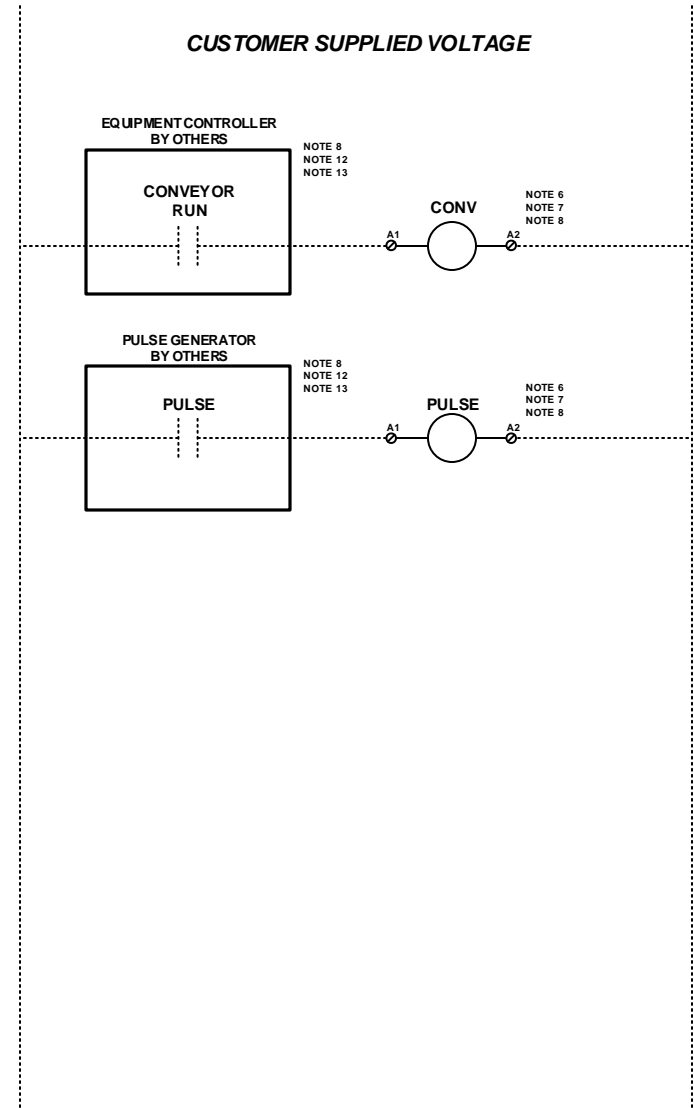 CUSTOMER SUPPLIED VOLTAGE
EQUIPMENT CONTROLLER
BY OTHERS
NOTE 8
NOTE 12
NOTE 13
CONVEYOR
RUN
A1
CONV
A2
NOTE 6
NOTE 7
NOTE 8
PULSE GENERATOR
BY OTHERS
NOTE 8
NOTE 12
NOTE 13
PULSE
A1
PULSE
A2
NOTE 6
NOTE 7
NOTE 8